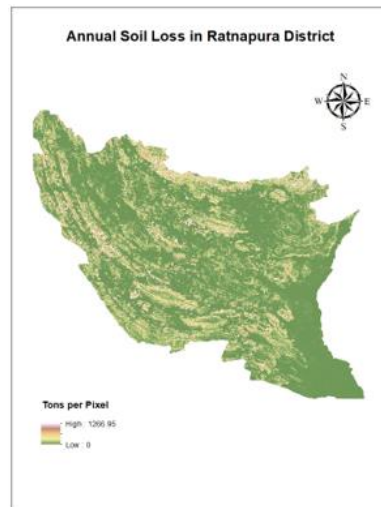 Annual Soil Loss in Ratnapura District
N
W E
S
Tons per Pixel
High : 1266.95
Low : 0